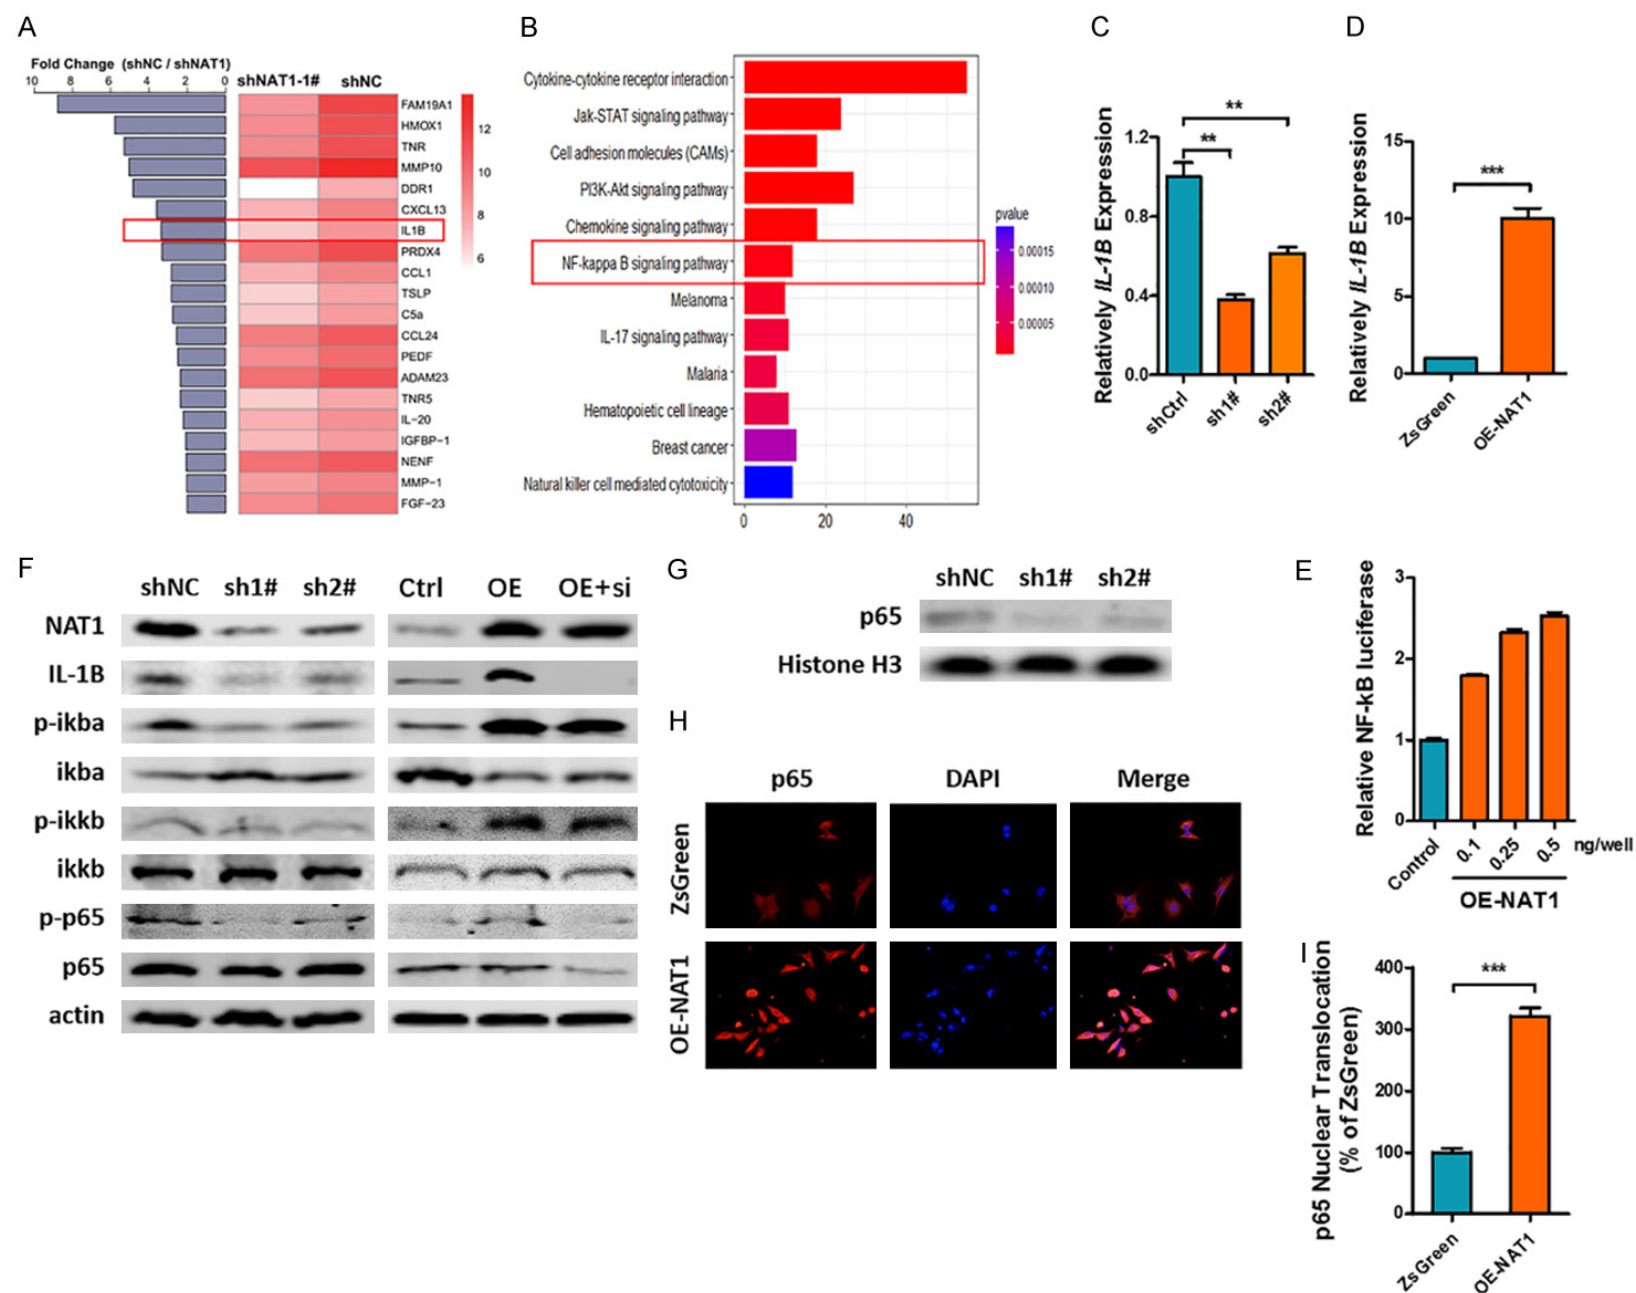 A
Fold Change (shNC / shNAT1)
10 8 6 4 2 0
shNAT1-1# shNC
FAM19A1
HMOX1
TNR
MMP10
DDR1
CXCL13
IL1B
PRDX4
CCL1
TSLP
C5a
CCL24
PEDF
ADAM23
TNR5
IL-20
IGFBP-1
NENF
MMP-1
FGF-23
12
10
8
6
B
Cytokine-cytokine receptor interaction
Jak-STAT signaling pathway
Cell adhesion molecules (CAMs)
PI3K-Akt signaling pathway
Chemokine signaling pathway
NF-kappa B signaling pathway
Melanoma
IL-17 signaling pathway
Malaria
Hematopoietic cell lineage
Breast cancer
Natural killer cell mediated cytotoxicity
0 20 40
pvalue
0.00015
0.00010
0.00005
C
Relatively IL-1B Expression
1.2
0.8
0.4
0.0
**
**
shCtrl sh1# sh2#
D
Relatively IL-1B Expression
15
10
5
0
***
ZsGreen OE-NAT1
F
shNC sh1# sh2# Ctrl OE OE+si
NAT1
IL-1B
p-ikba
ikba
p-ikkb
ikkb
p-p65
p65
actin
G
shNC sh1# sh2#
p65
Histone H3
H
p65 DAPI Merge
ZsGreen
OE-NAT1
E
Relative NF-kB luciferase
3
2
1
0
Control 0.1 0.25 0.5 ng/well
OE-NAT1
I
p65 Nuclear Translocation
(% of ZsGreen)
400
300
200
100
0
***
ZsGreen OE-NAT1